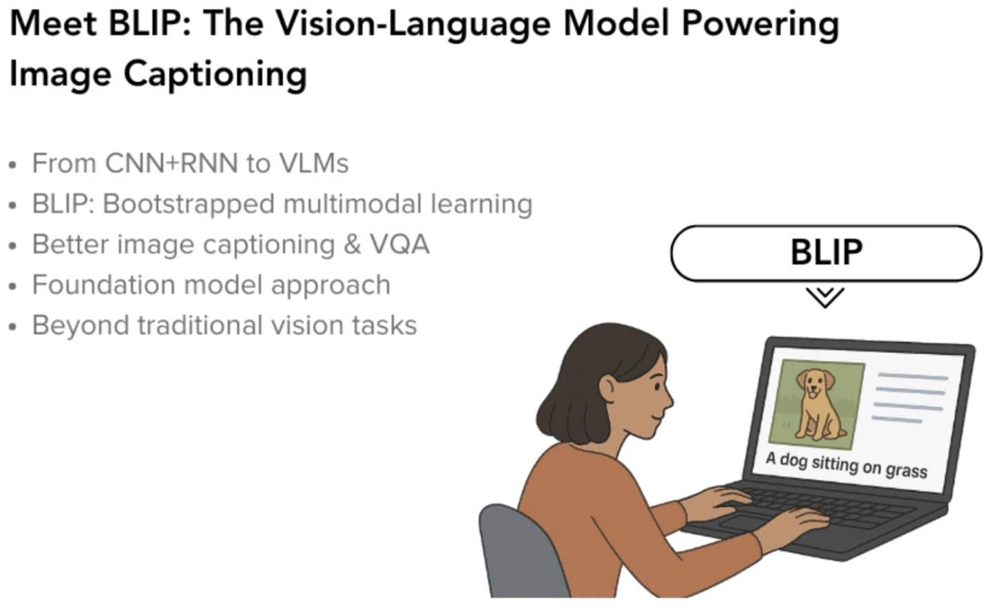 Meet BLIP: The Vision-Language Model Powering
Image Captioning
• From CNN+RNN to VLMs
• BLIP: Bootstrapped multimodal learning
• Better image captioning & VQA
• Foundation model approach
• Beyond traditional vision tasks
BLIP
A dog sitting on grass